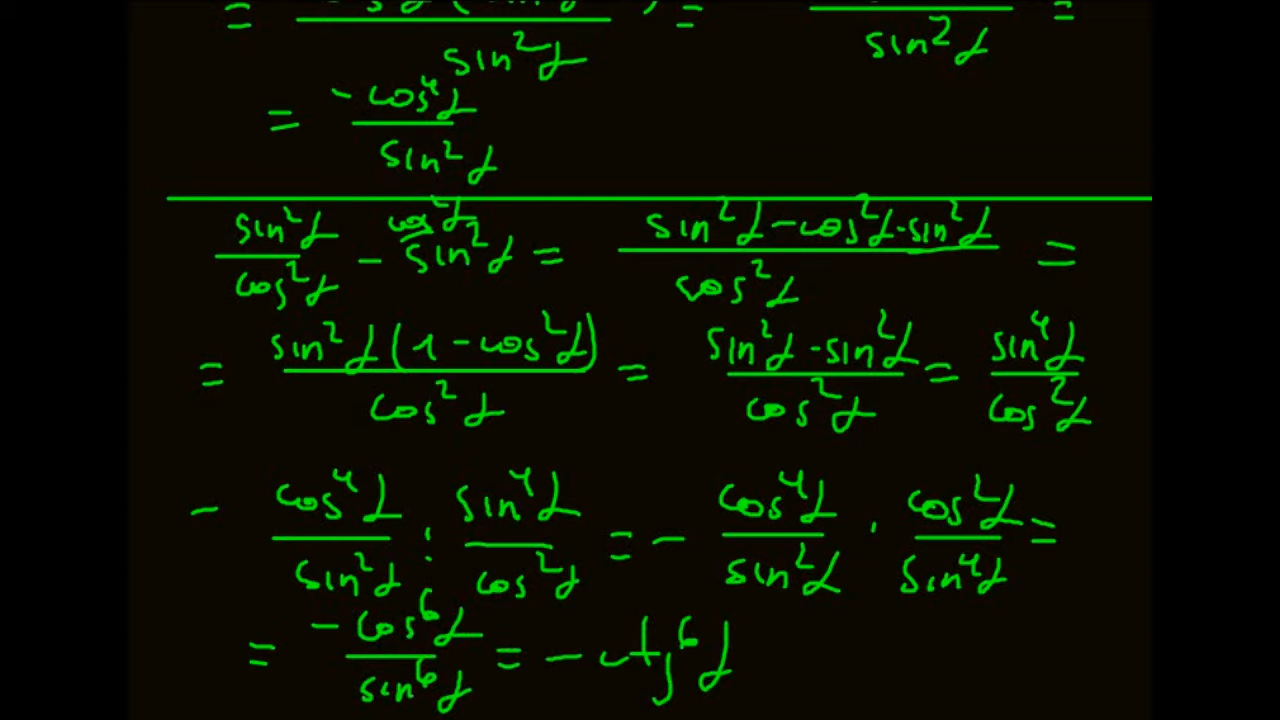 = = sin²α =
sin²α
= -cos⁴α / sin²α
sin²α / cos²α - cos²α / sin²α = (sin²α - cos²α · sin²α) / cos²α =
= sin²α(1 - cos²α) / cos²α = sin²α · sin²α / cos²α = sin⁴α / cos²α
- cos⁴α / sin²α : sin⁴α / cos²α = - cos⁴α / sin²α · cos²α / sin⁴α =
= -cos⁶α / sin⁶α = - ctg⁶α